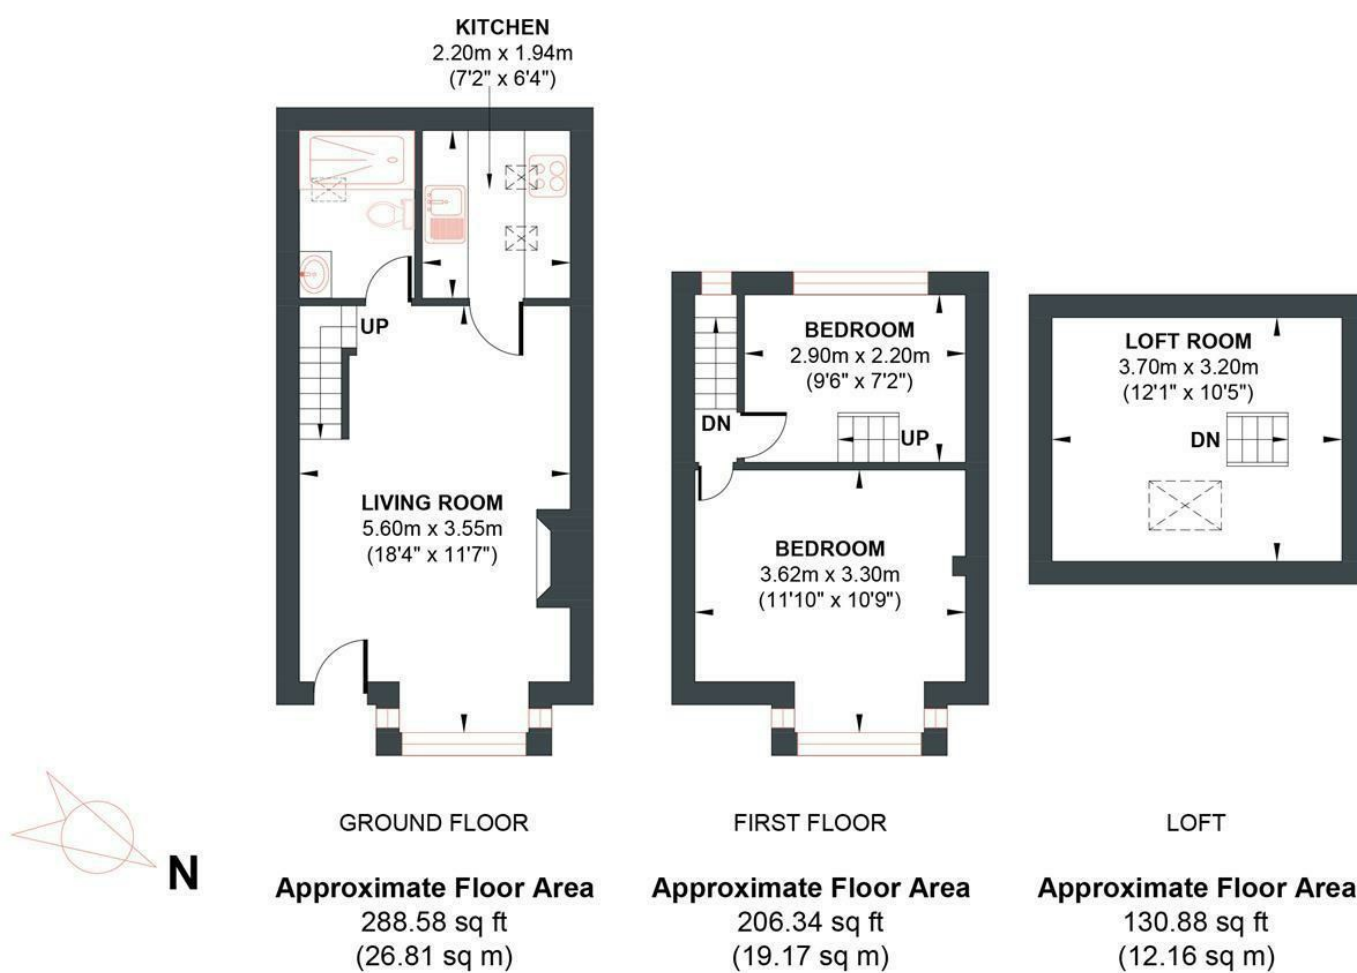 KITCHEN
2.20m x 1.94m
(7'2" x 6'4")
UP
LIVING ROOM
5.60m x 3.55m
(18'4" x 11'7")
BEDROOM
2.90m x 2.20m
(9'6" x 7'2")
DN
UP
BEDROOM
3.62m x 3.30m
(11'10" x 10'9")
LOFT ROOM
3.70m x 3.20m
(12'1" x 10'5")
DN
N
GROUND FLOOR
Approximate Floor Area
288.58 sq ft
(26.81 sq m)
FIRST FLOOR
Approximate Floor Area
206.34 sq ft
(19.17 sq m)
LOFT
Approximate Floor Area
130.88 sq ft
(12.16 sq m)